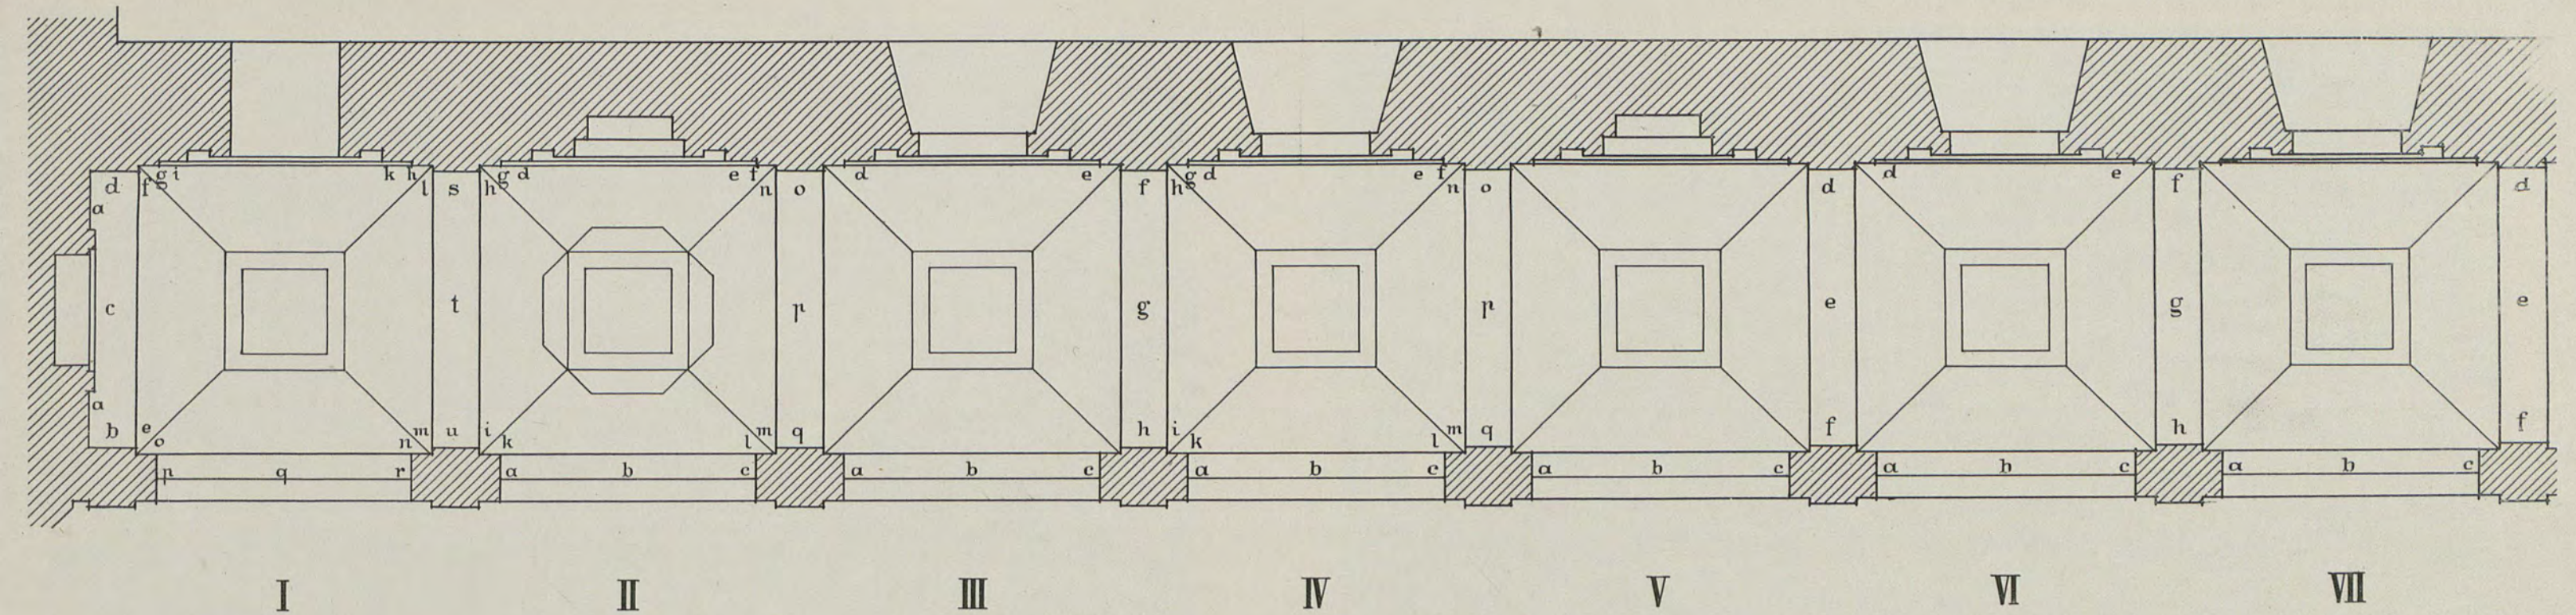 d f g i k h l s h g d e f n o d e f h g d e f n o d d e f d
a a
c t p g p e g e
a
b e o n m u i k l m q h i k l m q f h f
p q r a b c a b c a b c a b c a b c a b c
I II III IV V VI VII